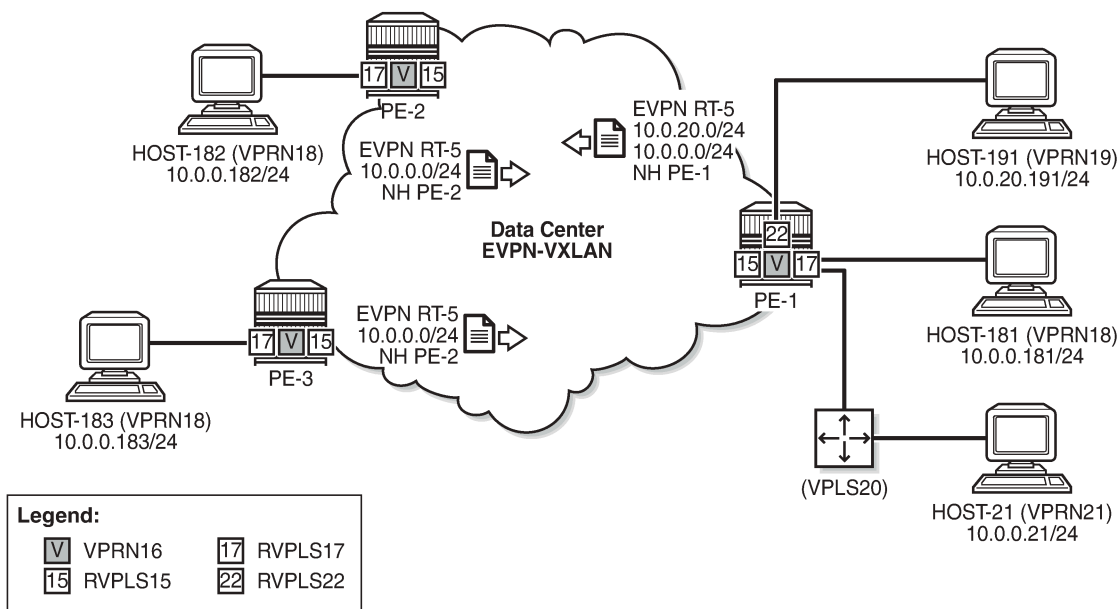 17 V 15
PE-2
HOST-182 (VPRN18)
10.0.0.182/24
EVPN RT-5
10.0.0.0/24
NH PE-2
EVPN RT-5
10.0.20.0/24
10.0.0.0/24
NH PE-1
HOST-191 (VPRN19)
10.0.20.191/24
Data Center
EVPN-VXLAN
22
15 V 17
PE-1
HOST-181 (VPRN18)
10.0.0.181/24
EVPN RT-5
10.0.0.0/24
NH PE-2
17 V 15
PE-3
HOST-183 (VPRN18)
10.0.0.183/24
(VPLS20)
HOST-21 (VPRN21)
10.0.0.21/24
Legend:
V VPRN16
17 RVPLS17
15 RVPLS15
22 RVPLS22